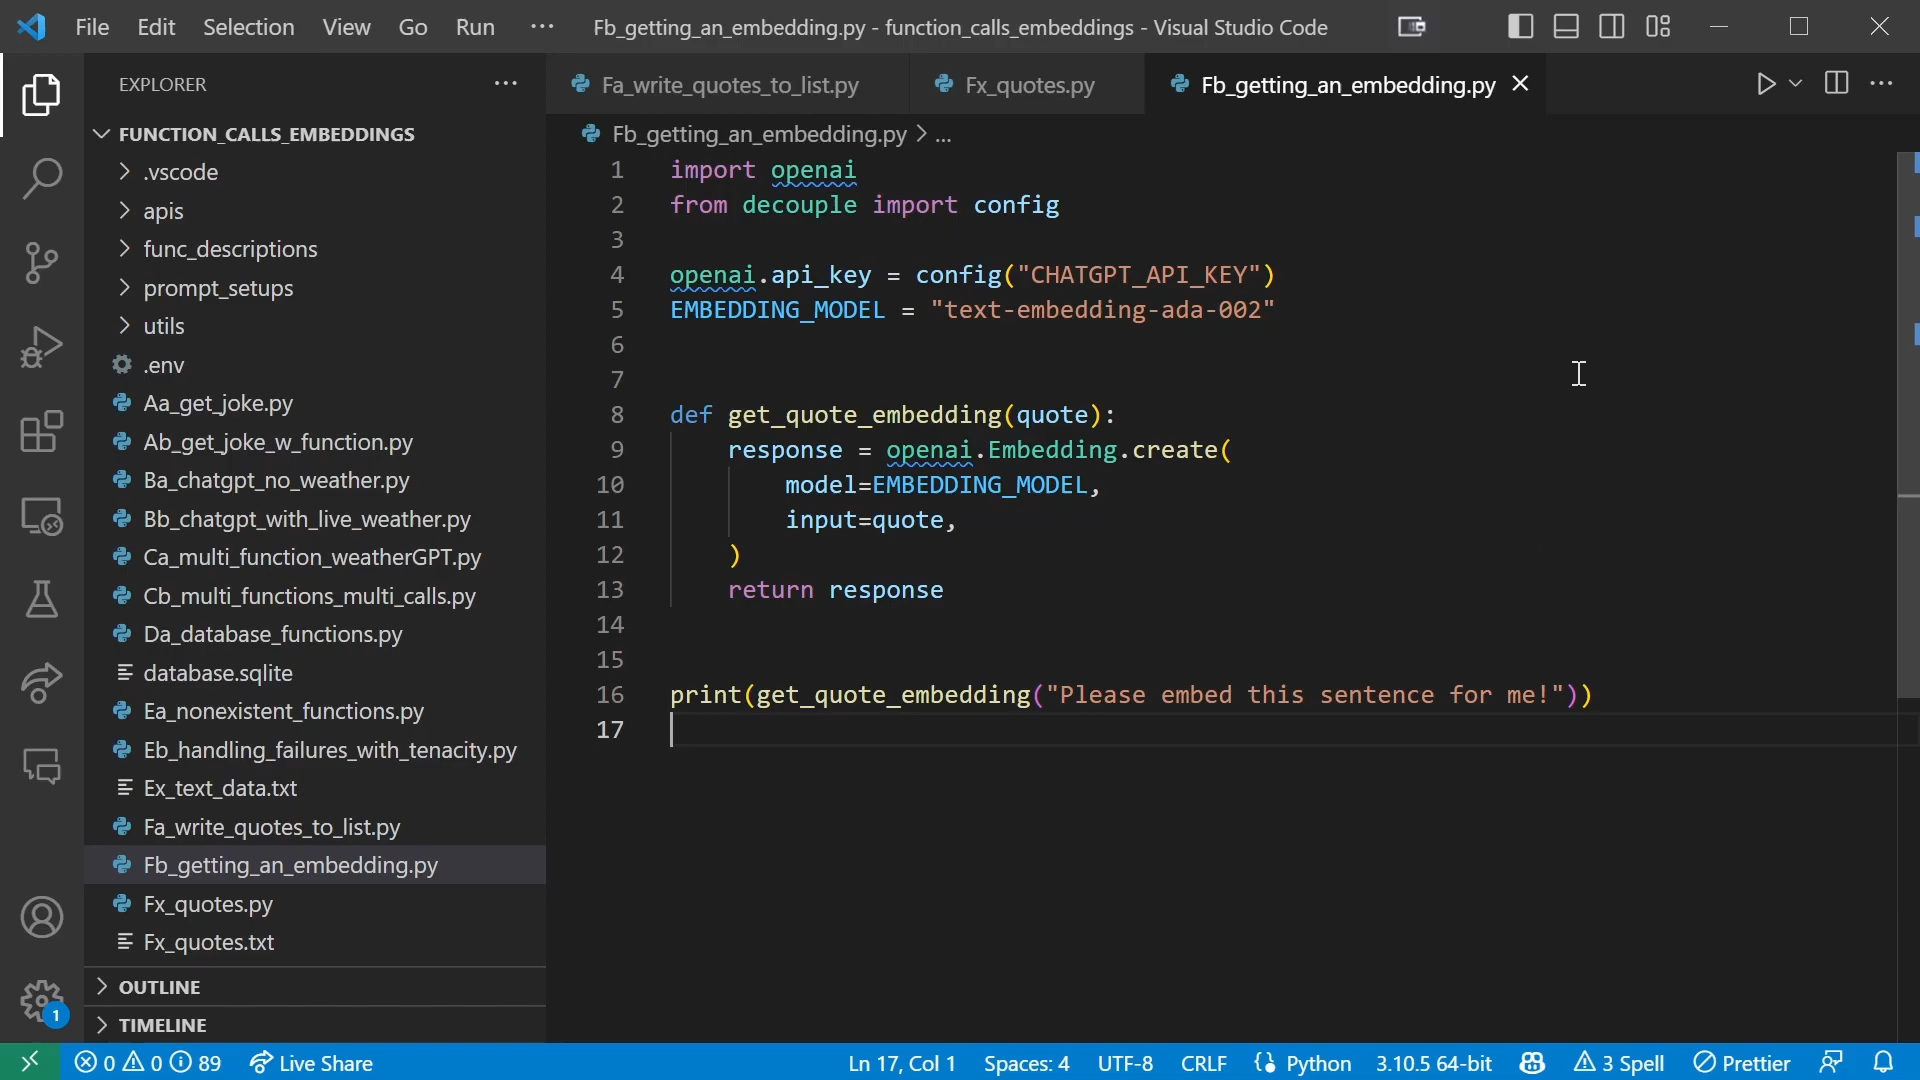 File Edit Selection View Go Run ··· Fb_getting_an_embedding.py - function_calls_embeddings - Visual Studio Code
EXPLORER ···
Fa_write_quotes_to_list.py Fx_quotes.py Fb_getting_an_embedding.py
FUNCTION_CALLS_EMBEDDINGS
.vscode
apis
func_descriptions
prompt_setups
utils
.env
Aa_get_joke.py
Ab_get_joke_w_function.py
Ba_chatgpt_no_weather.py
Bb_chatgpt_with_live_weather.py
Ca_multi_function_weatherGPT.py
Cb_multi_functions_multi_calls.py
Da_database_functions.py
database.sqlite
Ea_nonexistent_functions.py
Eb_handling_failures_with_tenacity.py
Ex_text_data.txt
Fa_write_quotes_to_list.py
Fb_getting_an_embedding.py
Fx_quotes.py
Fx_quotes.txt
OUTLINE
TIMELINE
Fb_getting_an_embedding.py > ...
1 import openai
2 from decouple import config
3
4 openai.api_key = config("CHATGPT_API_KEY")
5 EMBEDDING_MODEL = "text-embedding-ada-002"
6
7
8 def get_quote_embedding(quote):
9     response = openai.Embedding.create(
10         model=EMBEDDING_MODEL,
11         input=quote,
12     )
13     return response
14
15
16 print(get_quote_embedding("Please embed this sentence for me!"))
17
1
0 0 89 Live Share Ln 17, Col 1 Spaces: 4 UTF-8 CRLF Python 3.10.5 64-bit 3 Spell Prettier